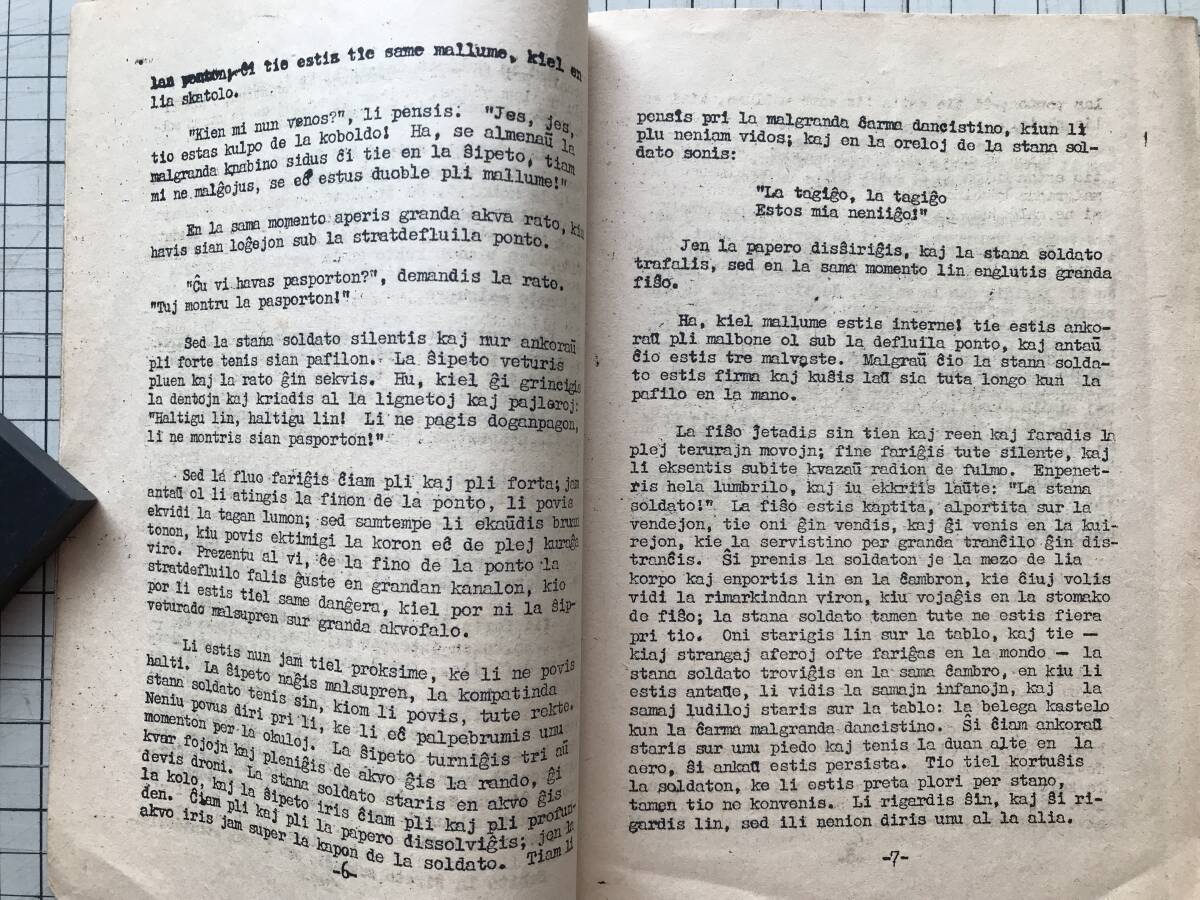 lan ponton, ĉi tie estis tie same mallume, kiel en
lia skatolo.
"Kien mi nun venos?", li pensis: "Jes, jes,
tio estas kulpo de la koboldo! Ha, se almenaŭ la
malgranda knabino sidus ĉi tie en la ŝipeto, tiam
mi ne malĝojus, se eĉ estus duoble pli mallume!"
En la sama momento aperis granda akva rato, kiu
havis sian loĝejon sub la stratdefluila ponto.
"Ĉu vi havas pasporton?", demandis la rato.
"Tuj montru la pasporton!"
Sed la stana soldato silentis kaj nur ankoraŭ
pli forte tenis sian pafilon. La ŝipeto veturis
pluen kaj la rato ĝin sekvis. Hu, kiel ĝi grincigis
la dentojn kaj kriadis al la lignetoj kaj pajleroj:
"Haltigu lin, haltigu lin! Li ne pagis doganpagon,
li ne montris sian pasporton!"
Sed la fluo fariĝis ĉiam pli kaj pli forta; jam
antaŭ ol li atingis la finon de la ponto, li povis
ekvidi la tagan lumon; sed samtempe li ekaŭdis bruan
tonon, kiu povis ektimigi la koron eĉ de plej kuraĝa
viro. Prezentu al vi, ĉe la fino de la ponto la
stratdefluilo falis ĝuste en grandan kanalon, kio
por li estis tiel same danĝera, kiel por ni la ŝip-
veturado malsupren sur granda akvofalo.
Li estis nun jam tiel proksime, ke li ne povis
halti. La ŝipeto naĝis malsupren, la kompatinda
stana soldato tenis sin, kiom li povis, tute rekte.
Neniu povus diri pri li, ke li eĉ palpebrumis unu
momenton per la okuloj. La ŝipeto turniĝis tri aŭ
kvar fojojn kaj pleniĝis de akvo ĝis la rando, ĝi
devis droni. La stana soldato staris en akvo ĝis
la kolo, kaj la ŝipeto iris ĉiam pli kaj pli profun-
den. Ĉiam pli kaj pli la papero dissolviĝis; jen la
akvo iris jam super la kapon de la soldato. Tiam li
-6-
pensis pri la malgranda ĉarma dancistino, kiun li
plu neniam vidos; kaj en la oreloj de la stana sol-
dato sonis:
"La tagiĝo, la tagiĝo
Estos mia neniiĝo!"
Jen la papero disŝiriĝis, kaj la stana soldato
trafalis, sed en la sama momento lin englutis granda
fiŝo.
Ha, kiel mallume estis interne! tie estis anko-
raŭ pli malbone ol sub la defluila ponto, kaj antaŭ
ĉio estis tre malvaste. Malgraŭ ĉio la stana solda-
to estis firma kaj kuŝis laŭ sia tuta longo kun la
pafilo en la mano.
La fiŝo ĵetadis sin tien kaj reen kaj faradis la
plej terurajn movojn; fine fariĝis tute silente, kaj
li eksentis subite kvazaŭ radion de fulmo. Enpenet-
ris hela lumbrilo, kaj iu ekkriis laŭte: "La stana
soldato!". La fiŝo estis kaptita, alportita sur la
vendejon, tie oni ĝin vendis, kaj ĝi venis en la kui-
rejon, kie la servistino per granda tranĉilo ĝin dis-
tranĉis. Ŝi prenis la soldaton je la mezo de lia
korpo kaj enportis lin en la ĉambron, kie ĉiuj volis
vidi la rimarkindan viron, kiu vojaĝis en la stomako
de fiŝo; la stana soldato tamen tute ne estis fiera
pri tio. Oni starigis lin sur la tablo, kaj tie —
kiaj strangaj aferoj ofte fariĝas en la mondo — la
stana soldato troviĝis en la sama ĉambro, en kiu li
estis antaŭe, li vidis la samajn infanojn, kaj la
samaj ludiloj staris sur la tablo: la belega kastelo
kun la ĉarma malgranda dancistino. Ŝi ĉiam ankoraŭ
staris sur unu piedo kaj tenis la duan alte en la
aero, ŝi ankaŭ estis persista. Tio tiel kortuŝis
la soldaton, ke li estis preta plori per stano,
tamen tio ne konvenis. Li rigardis ŝin, kaj ŝi ri-
gardis lin, sed ili nenion diris unu al la alia.
-7-